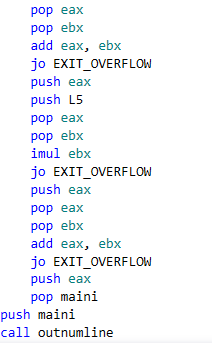 pop eax
pop ebx
add eax, ebx
jo EXIT_OVERFLOW
push eax
push L5
pop eax
pop ebx
imul ebx
jo EXIT_OVERFLOW
push eax
pop eax
pop ebx
add eax, ebx
jo EXIT_OVERFLOW
push eax
pop maini
push maini
call outnumline